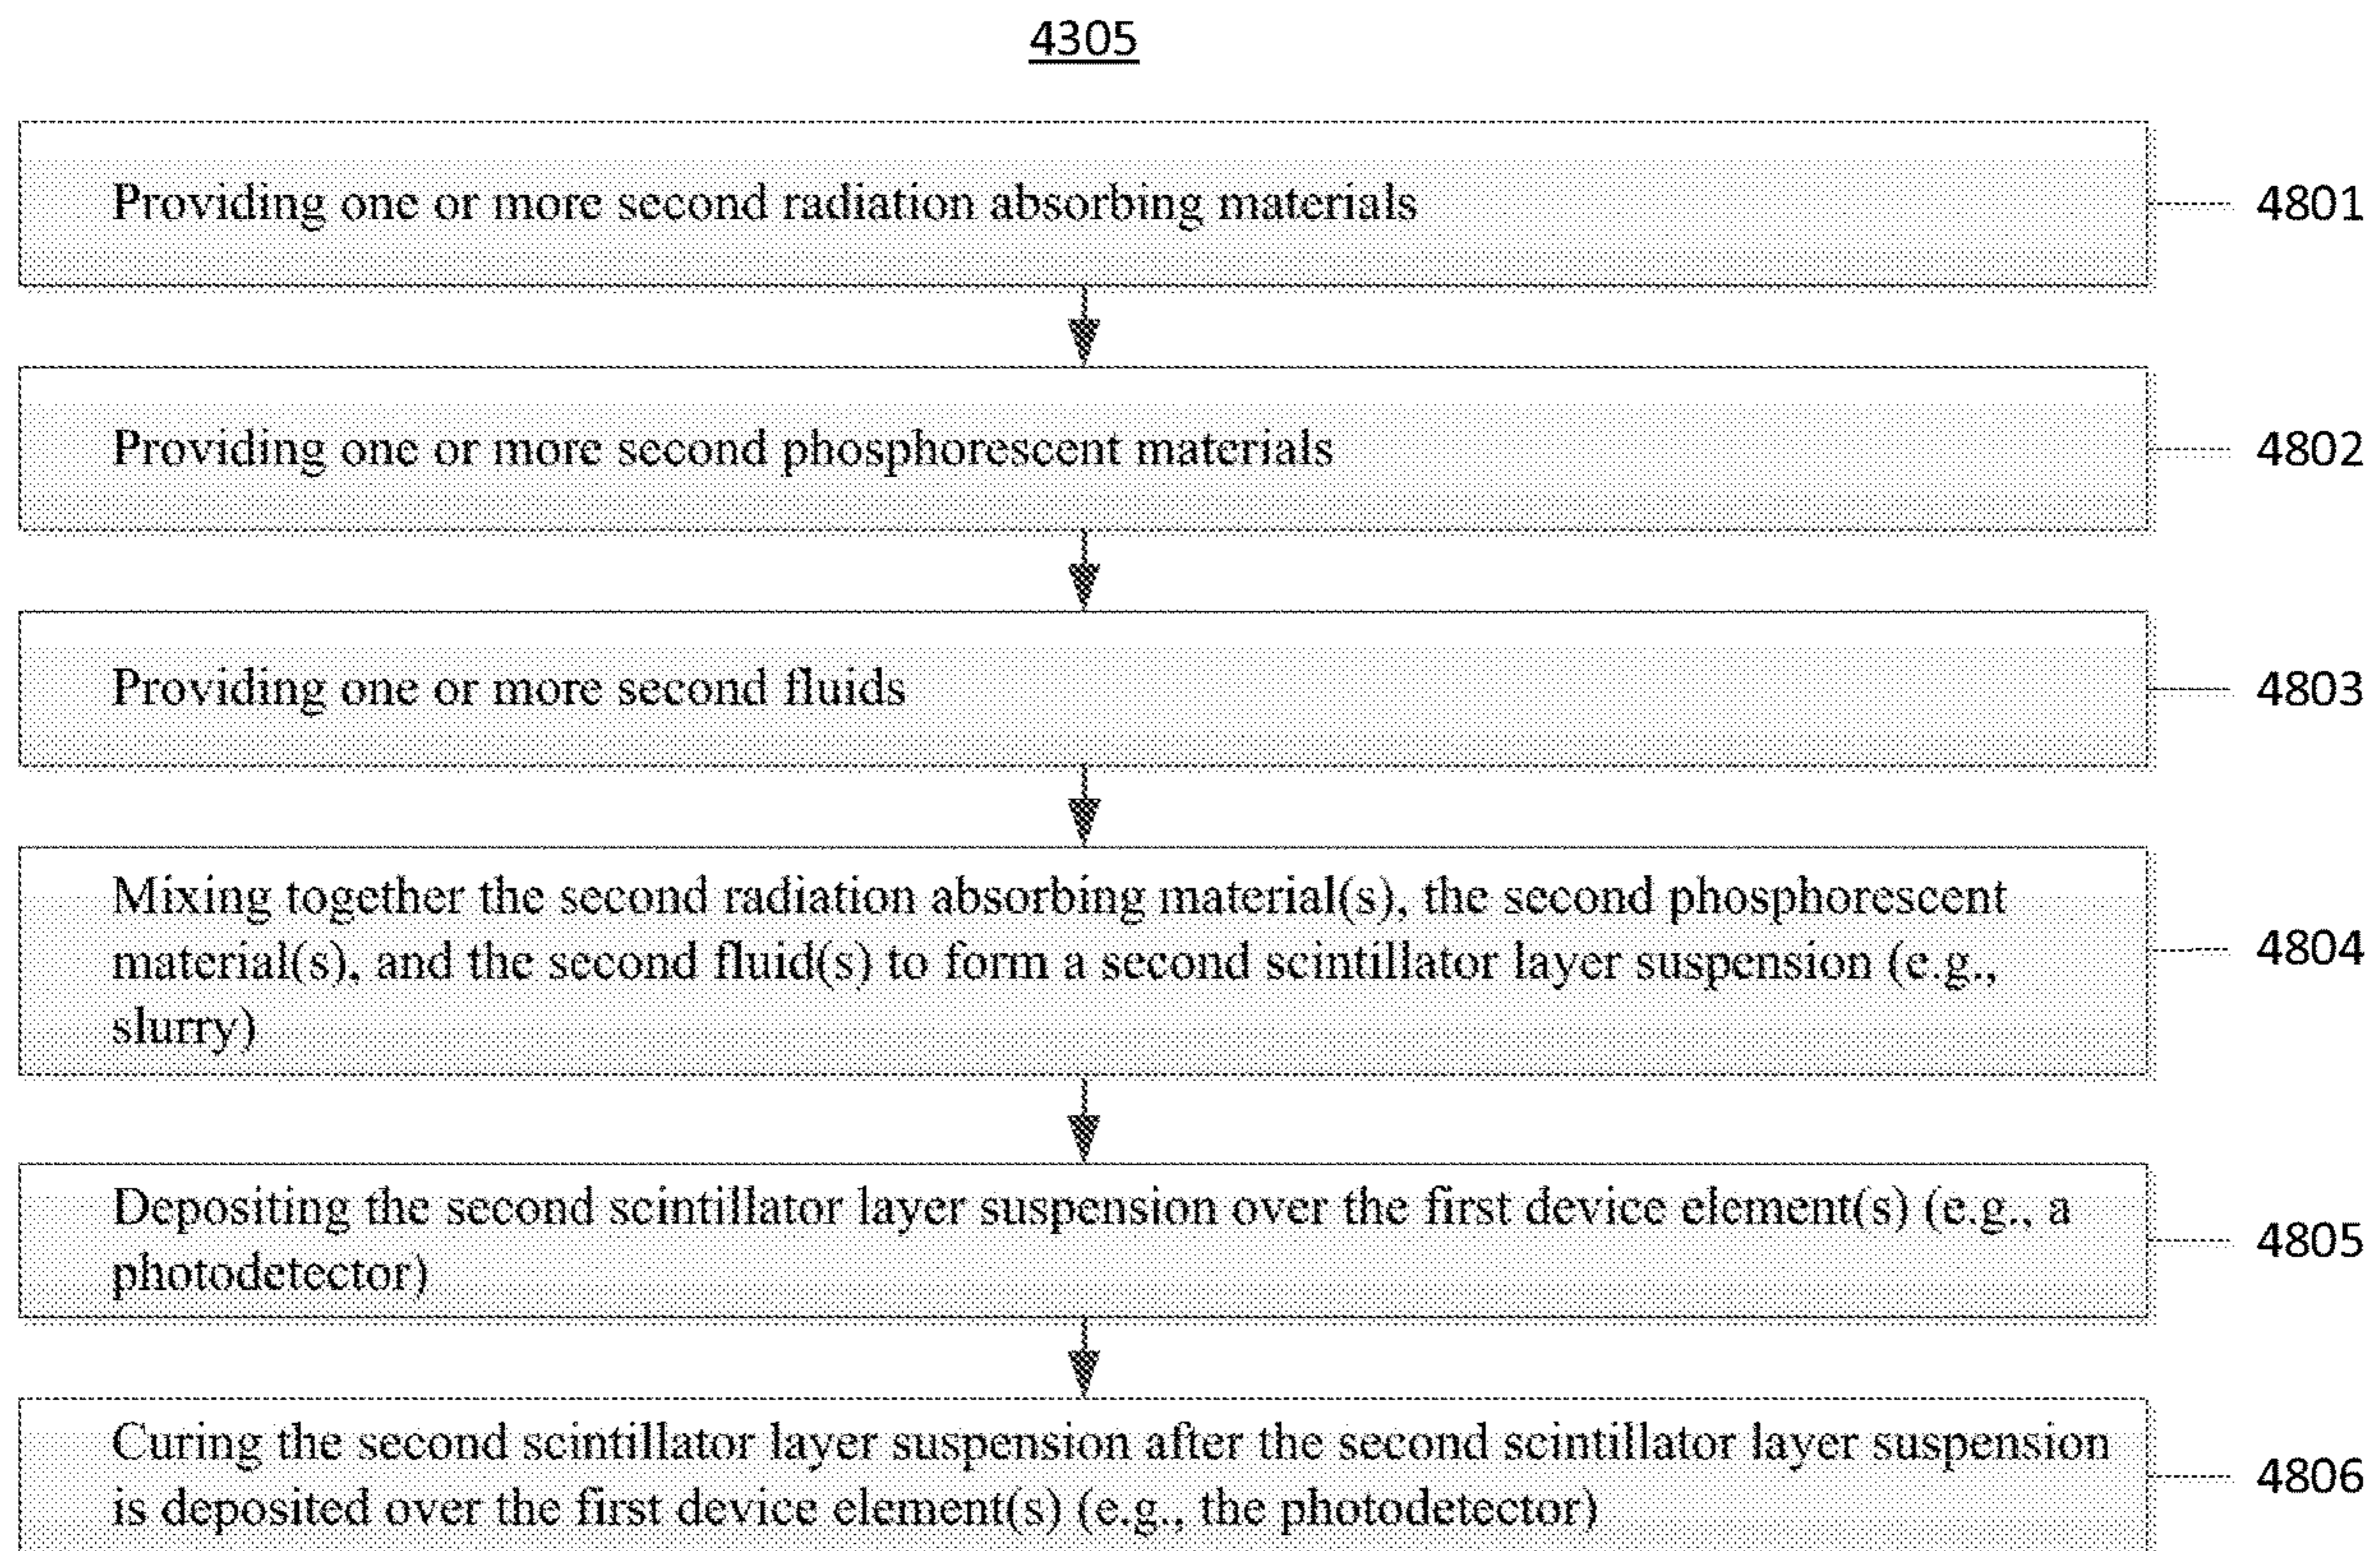 4305
Providing one or more second radiation absorbing materials
4801
Providing one or more second phosphorescent materials
4802
Providing one or more second fluids
4803
Mixing together the second radiation absorbing material(s), the second phosphorescent
material(s), and the second fluid(s) to form a second scintillator layer suspension (e.g.,
slurry)
4804
Depositing the second scintillator layer suspension over the first device element(s) (e.g., a
photodetector)
4805
Curing the second scintillator layer suspension after the second scintillator layer suspension
is deposited over the first device element(s) (e.g., the photodetector)
4806